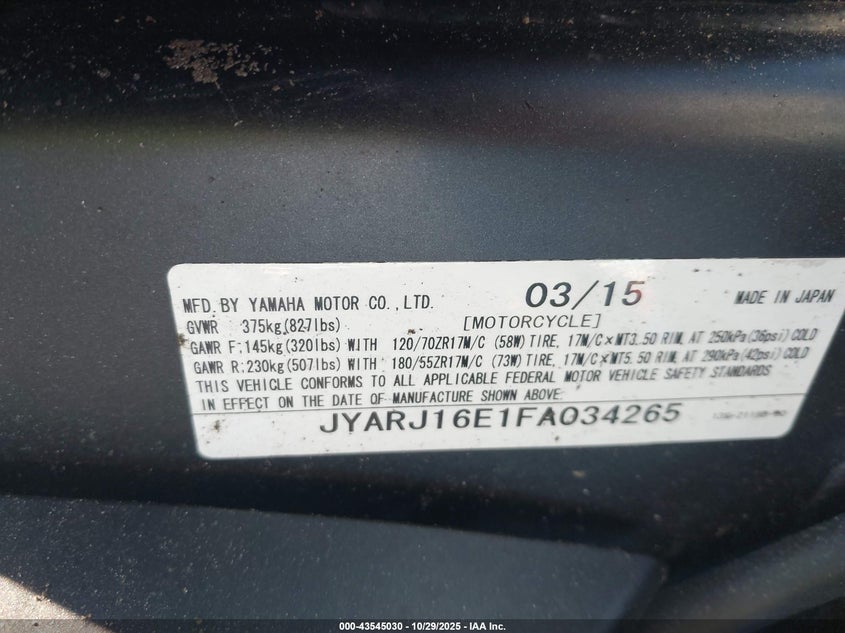 MFD. BY YAMAHA MOTOR CO., LTD. 03/15 MADE IN JAPAN
GVWR 375kg(827lbs) [MOTORCYCLE]
GAWR F:145kg(320lbs) WITH 120/70ZR17M/C (58W) TIRE, 17M/C×MT3.50 RIM, AT 250kPa(36psi) COLD
GAWR R:230kg(507lbs) WITH 180/55ZR17M/C (73W) TIRE, 17M/C×MT5.50 RIM, AT 290kPa(42psi) COLD
THIS VEHICLE CONFORMS TO ALL APPLICABLE FEDERAL MOTOR VEHICLE SAFETY STANDARDS
IN EFFECT ON THE DATE OF MANUFACTURE SHOWN ABOVE.
JYARJ16E1FA034265
000-43545030 - 10/29/2025 - IAA Inc.